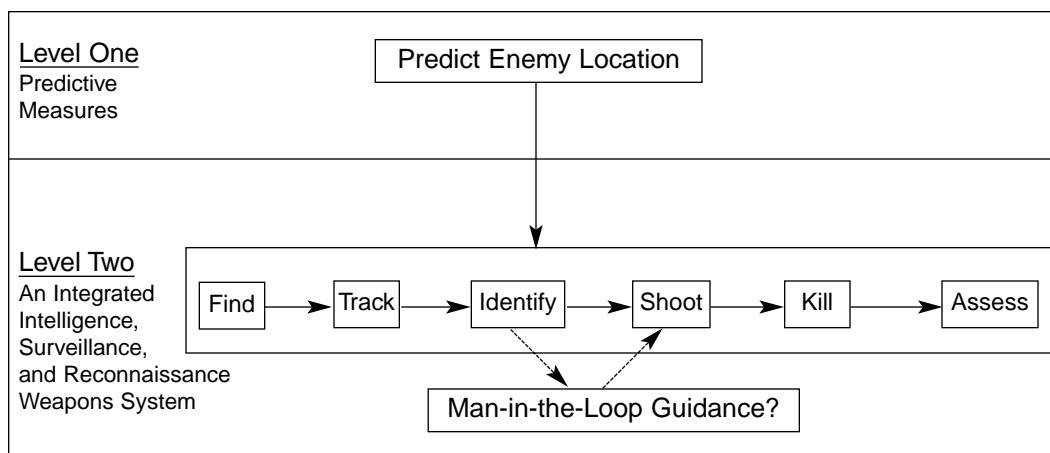 Level One
Predictive
Measures
Predict Enemy Location
Level Two
An Integrated
Intelligence,
Surveillance,
and Reconnaissance
Weapons System
Find
Track
Identify
Shoot
Kill
Assess
Man-in-the-Loop Guidance?